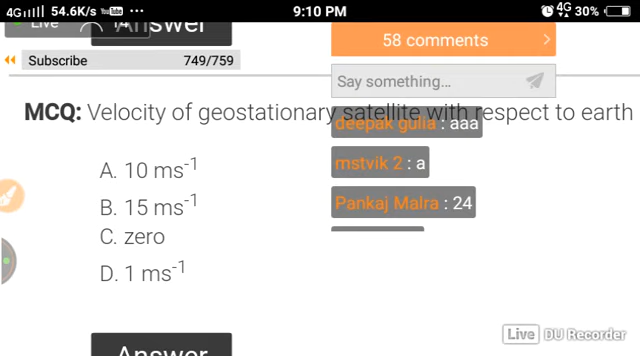 4G 54.6K/s YouTube ... 9:10 PM 4G 30%
Live 14 Answer
58 comments
Subscribe 749/759
Say something...
MCQ: Velocity of geostationary satellite with respect to earth
deepak gulia : aaa
A. 10 ms-1
mstvik 2 : a
B. 15 ms-1
Pankaj Malra : 24
C. zero
D. 1 ms-1
Live DU Recorder
Answer